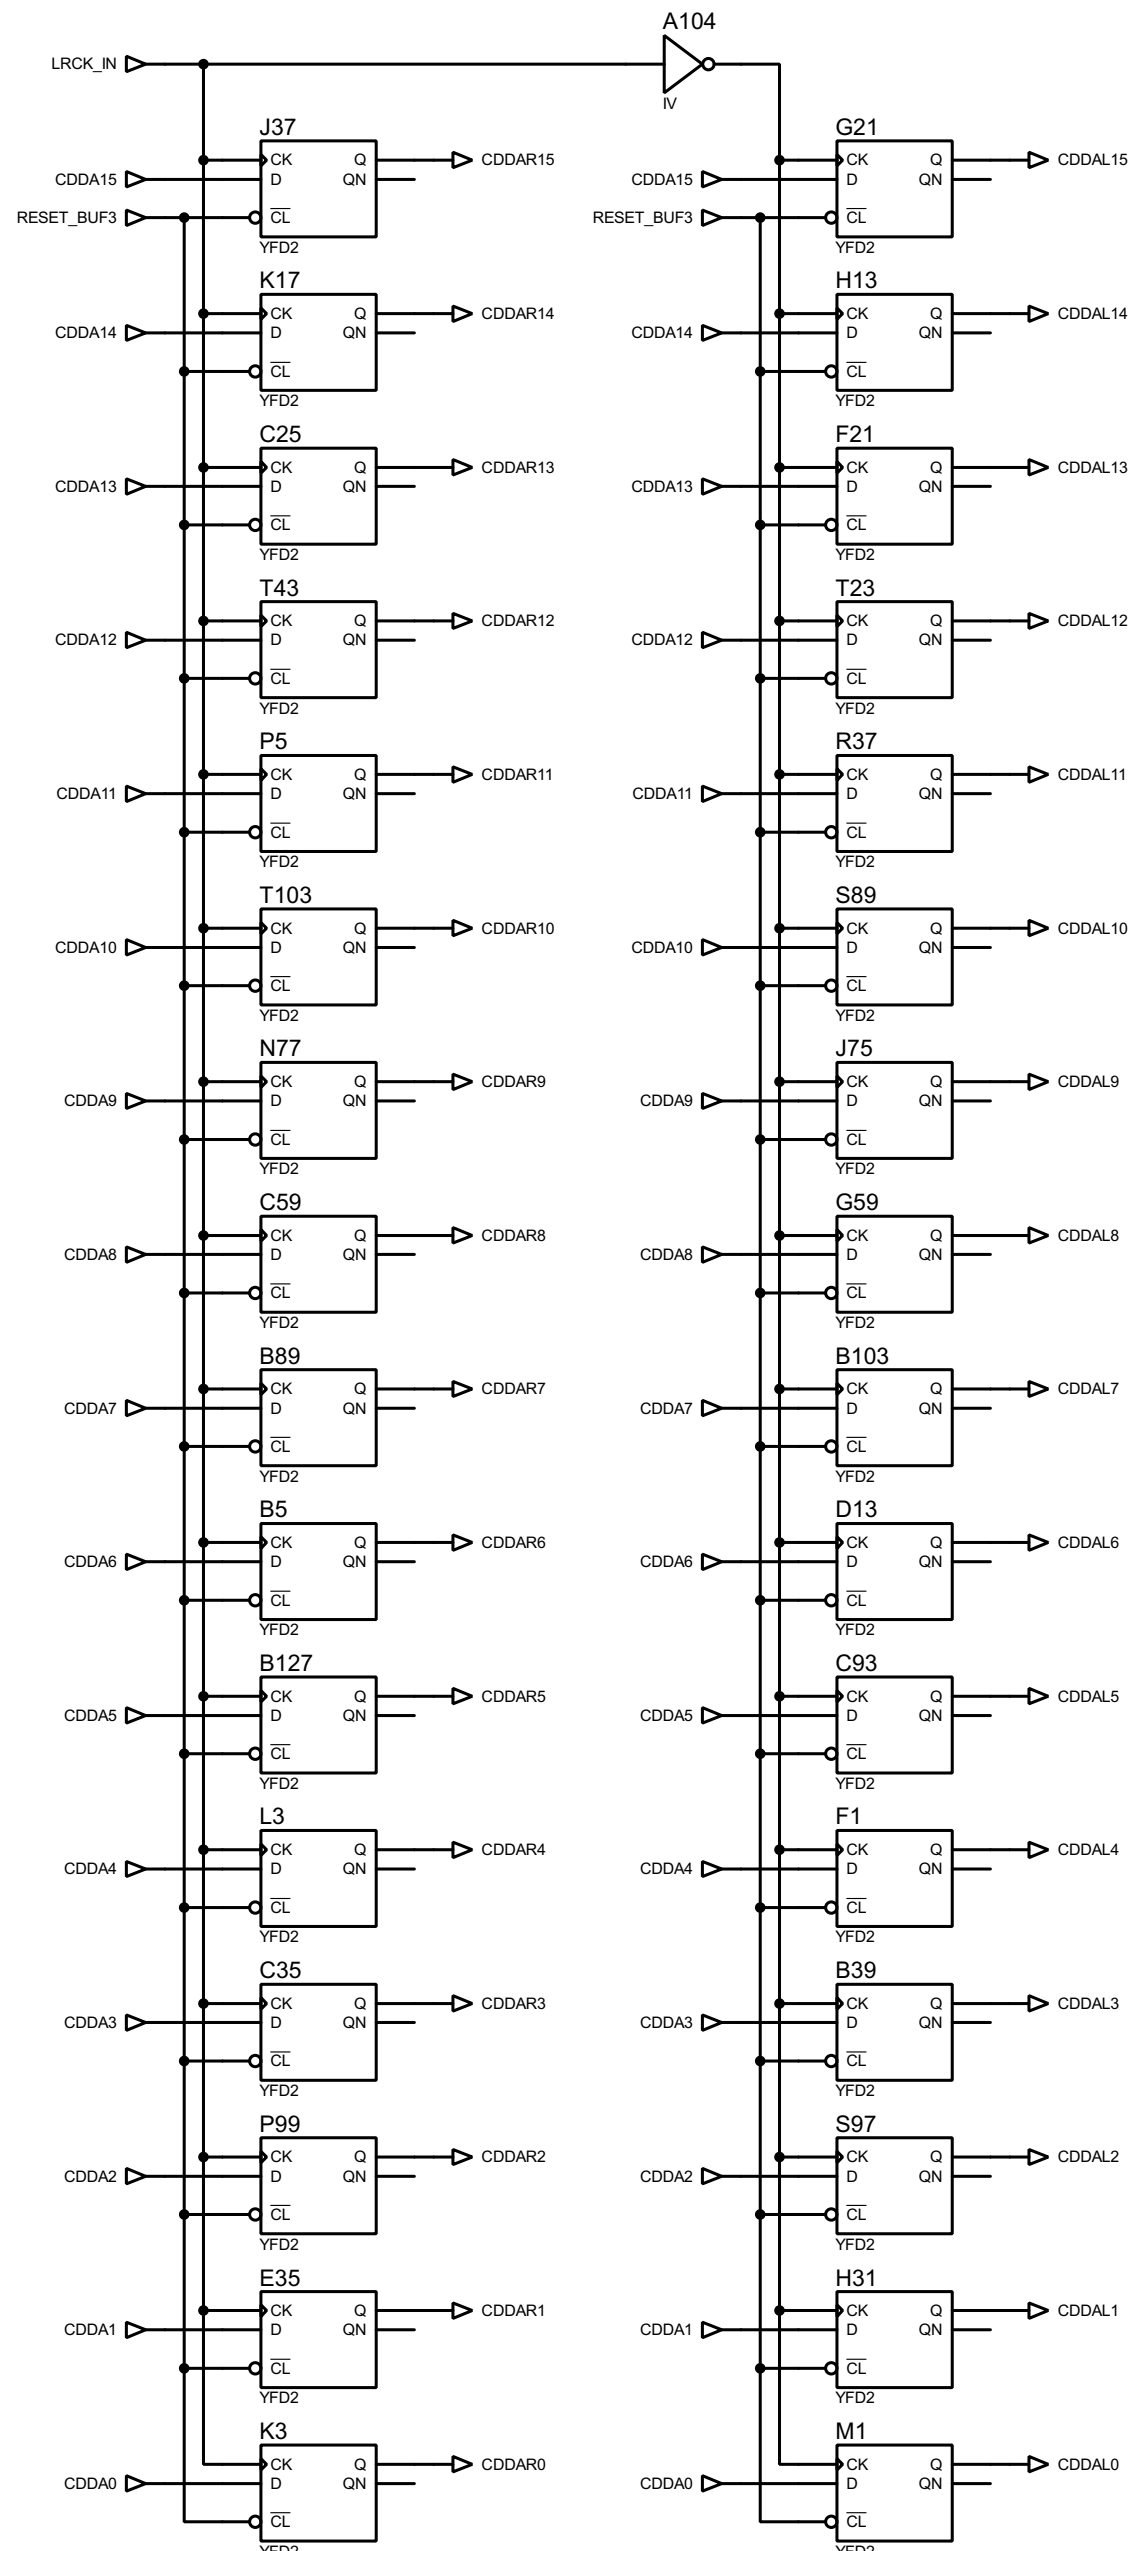 A104
LRCK_IN
IV
J37 G21
CK Q CDDAR15 CK Q CDDAL15
CDDA15 D QN CDDA15 D QN
RESET_BUF3 CL RESET_BUF3 CL
YFD2 YFD2
K17 H13
CK Q CDDAR14 CK Q CDDAL14
CDDA14 D QN CDDA14 D QN
CL CL
YFD2 YFD2
C25 F21
CK Q CDDAR13 CK Q CDDAL13
CDDA13 D QN CDDA13 D QN
CL CL
YFD2 YFD2
T43 T23
CK Q CDDAR12 CK Q CDDAL12
CDDA12 D QN CDDA12 D QN
CL CL
YFD2 YFD2
P5 R37
CK Q CDDAR11 CK Q CDDAL11
CDDA11 D QN CDDA11 D QN
CL CL
YFD2 YFD2
T103 S89
CK Q CDDAR10 CK Q CDDAL10
CDDA10 D QN CDDA10 D QN
CL CL
YFD2 YFD2
N77 J75
CK Q CDDAR9 CK Q CDDAL9
CDDA9 D QN CDDA9 D QN
CL CL
YFD2 YFD2
C59 G59
CK Q CDDAR8 CK Q CDDAL8
CDDA8 D QN CDDA8 D QN
CL CL
YFD2 YFD2
B89 B103
CK Q CDDAR7 CK Q CDDAL7
CDDA7 D QN CDDA7 D QN
CL CL
YFD2 YFD2
B5 D13
CK Q CDDAR6 CK Q CDDAL6
CDDA6 D QN CDDA6 D QN
CL CL
YFD2 YFD2
B127 C93
CK Q CDDAR5 CK Q CDDAL5
CDDA5 D QN CDDA5 D QN
CL CL
YFD2 YFD2
L3 F1
CK Q CDDAR4 CK Q CDDAL4
CDDA4 D QN CDDA4 D QN
CL CL
YFD2 YFD2
C35 B39
CK Q CDDAR3 CK Q CDDAL3
CDDA3 D QN CDDA3 D QN
CL CL
YFD2 YFD2
P99 S97
CK Q CDDAR2 CK Q CDDAL2
CDDA2 D QN CDDA2 D QN
CL CL
YFD2 YFD2
E35 H31
CK Q CDDAR1 CK Q CDDAL1
CDDA1 D QN CDDA1 D QN
CL CL
YFD2 YFD2
K3 M1
CK Q CDDAR0 CK Q CDDAL0
CDDA0 D QN CDDA0 D QN
CL CL
YFD2 YFD2